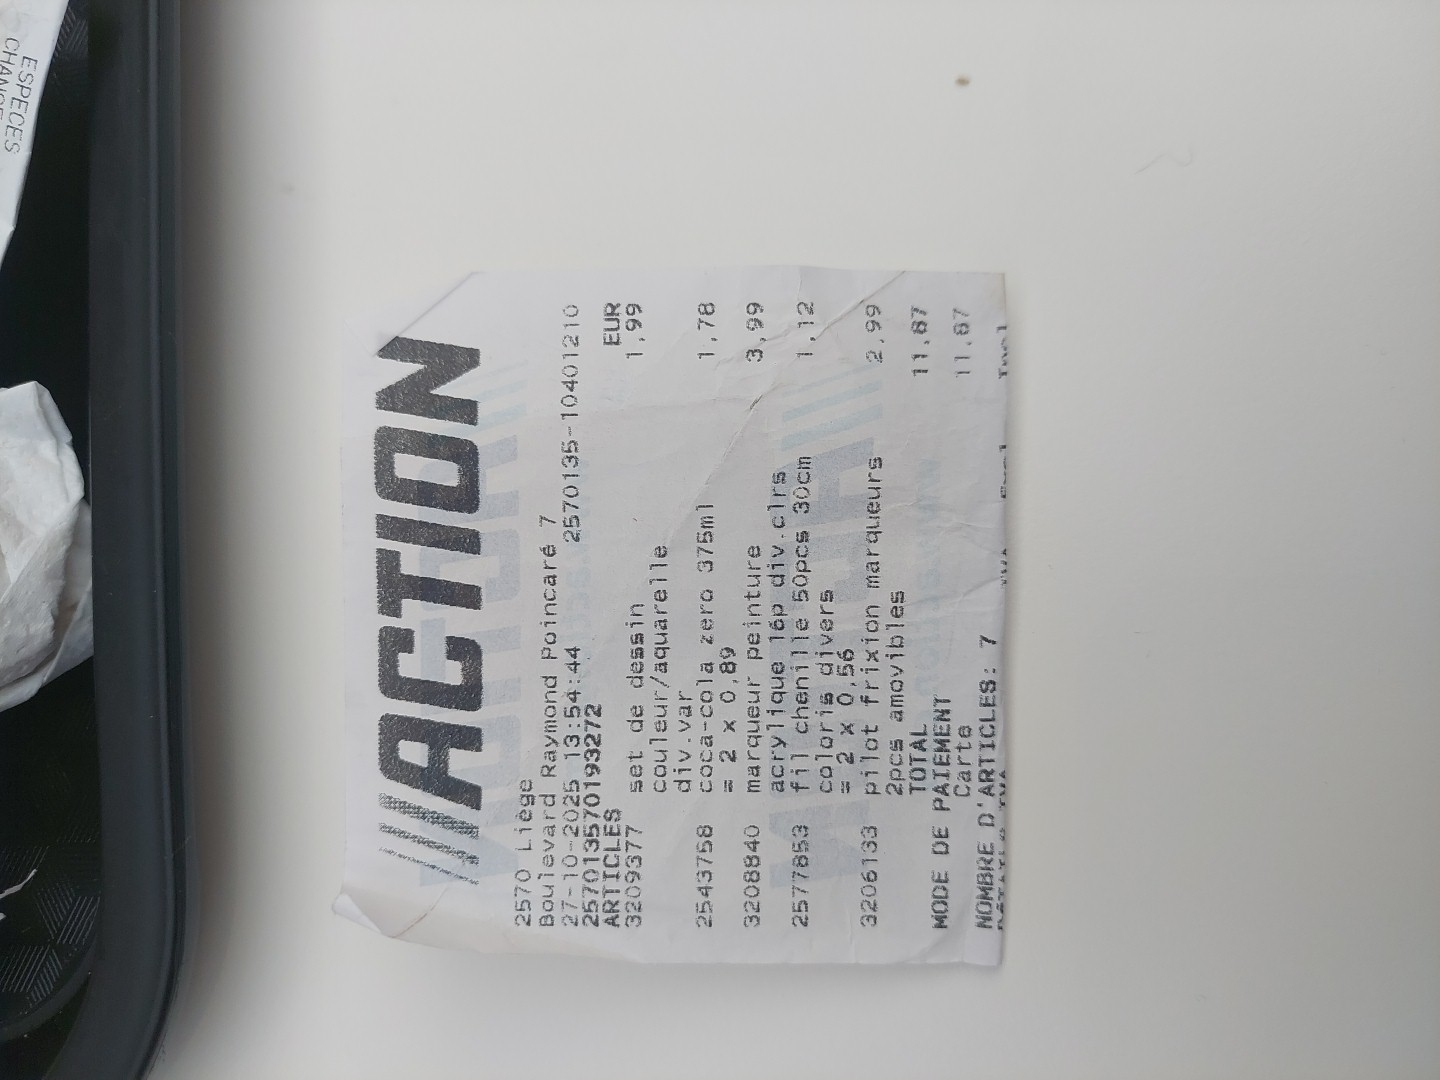 ESPECES
ACTION
2570 Liège
Boulevard Raymond Poincaré 7
27-10-2025 13:54:44 2570135-10401210
257013570193272
ARTICLES EUR
3209377 set de dessin 1,99
couleur/aquarelle
div.var
2543758 coca-cola zero 375ml 1,78
= 2 x 0,89
3208840 marqueur peinture 3,99
acrylique 16p div.clrs
2577853 fil chenille 50pcs 30cm 1,12
coloris divers
= 2 x 0,56
3206133 pilot frixion marqueurs 2,99
2pcs amovibles
TOTAL 11,87
MODE DE PAIEMENT
Carte 11,87
NOMBRE D'ARTICLES: 7